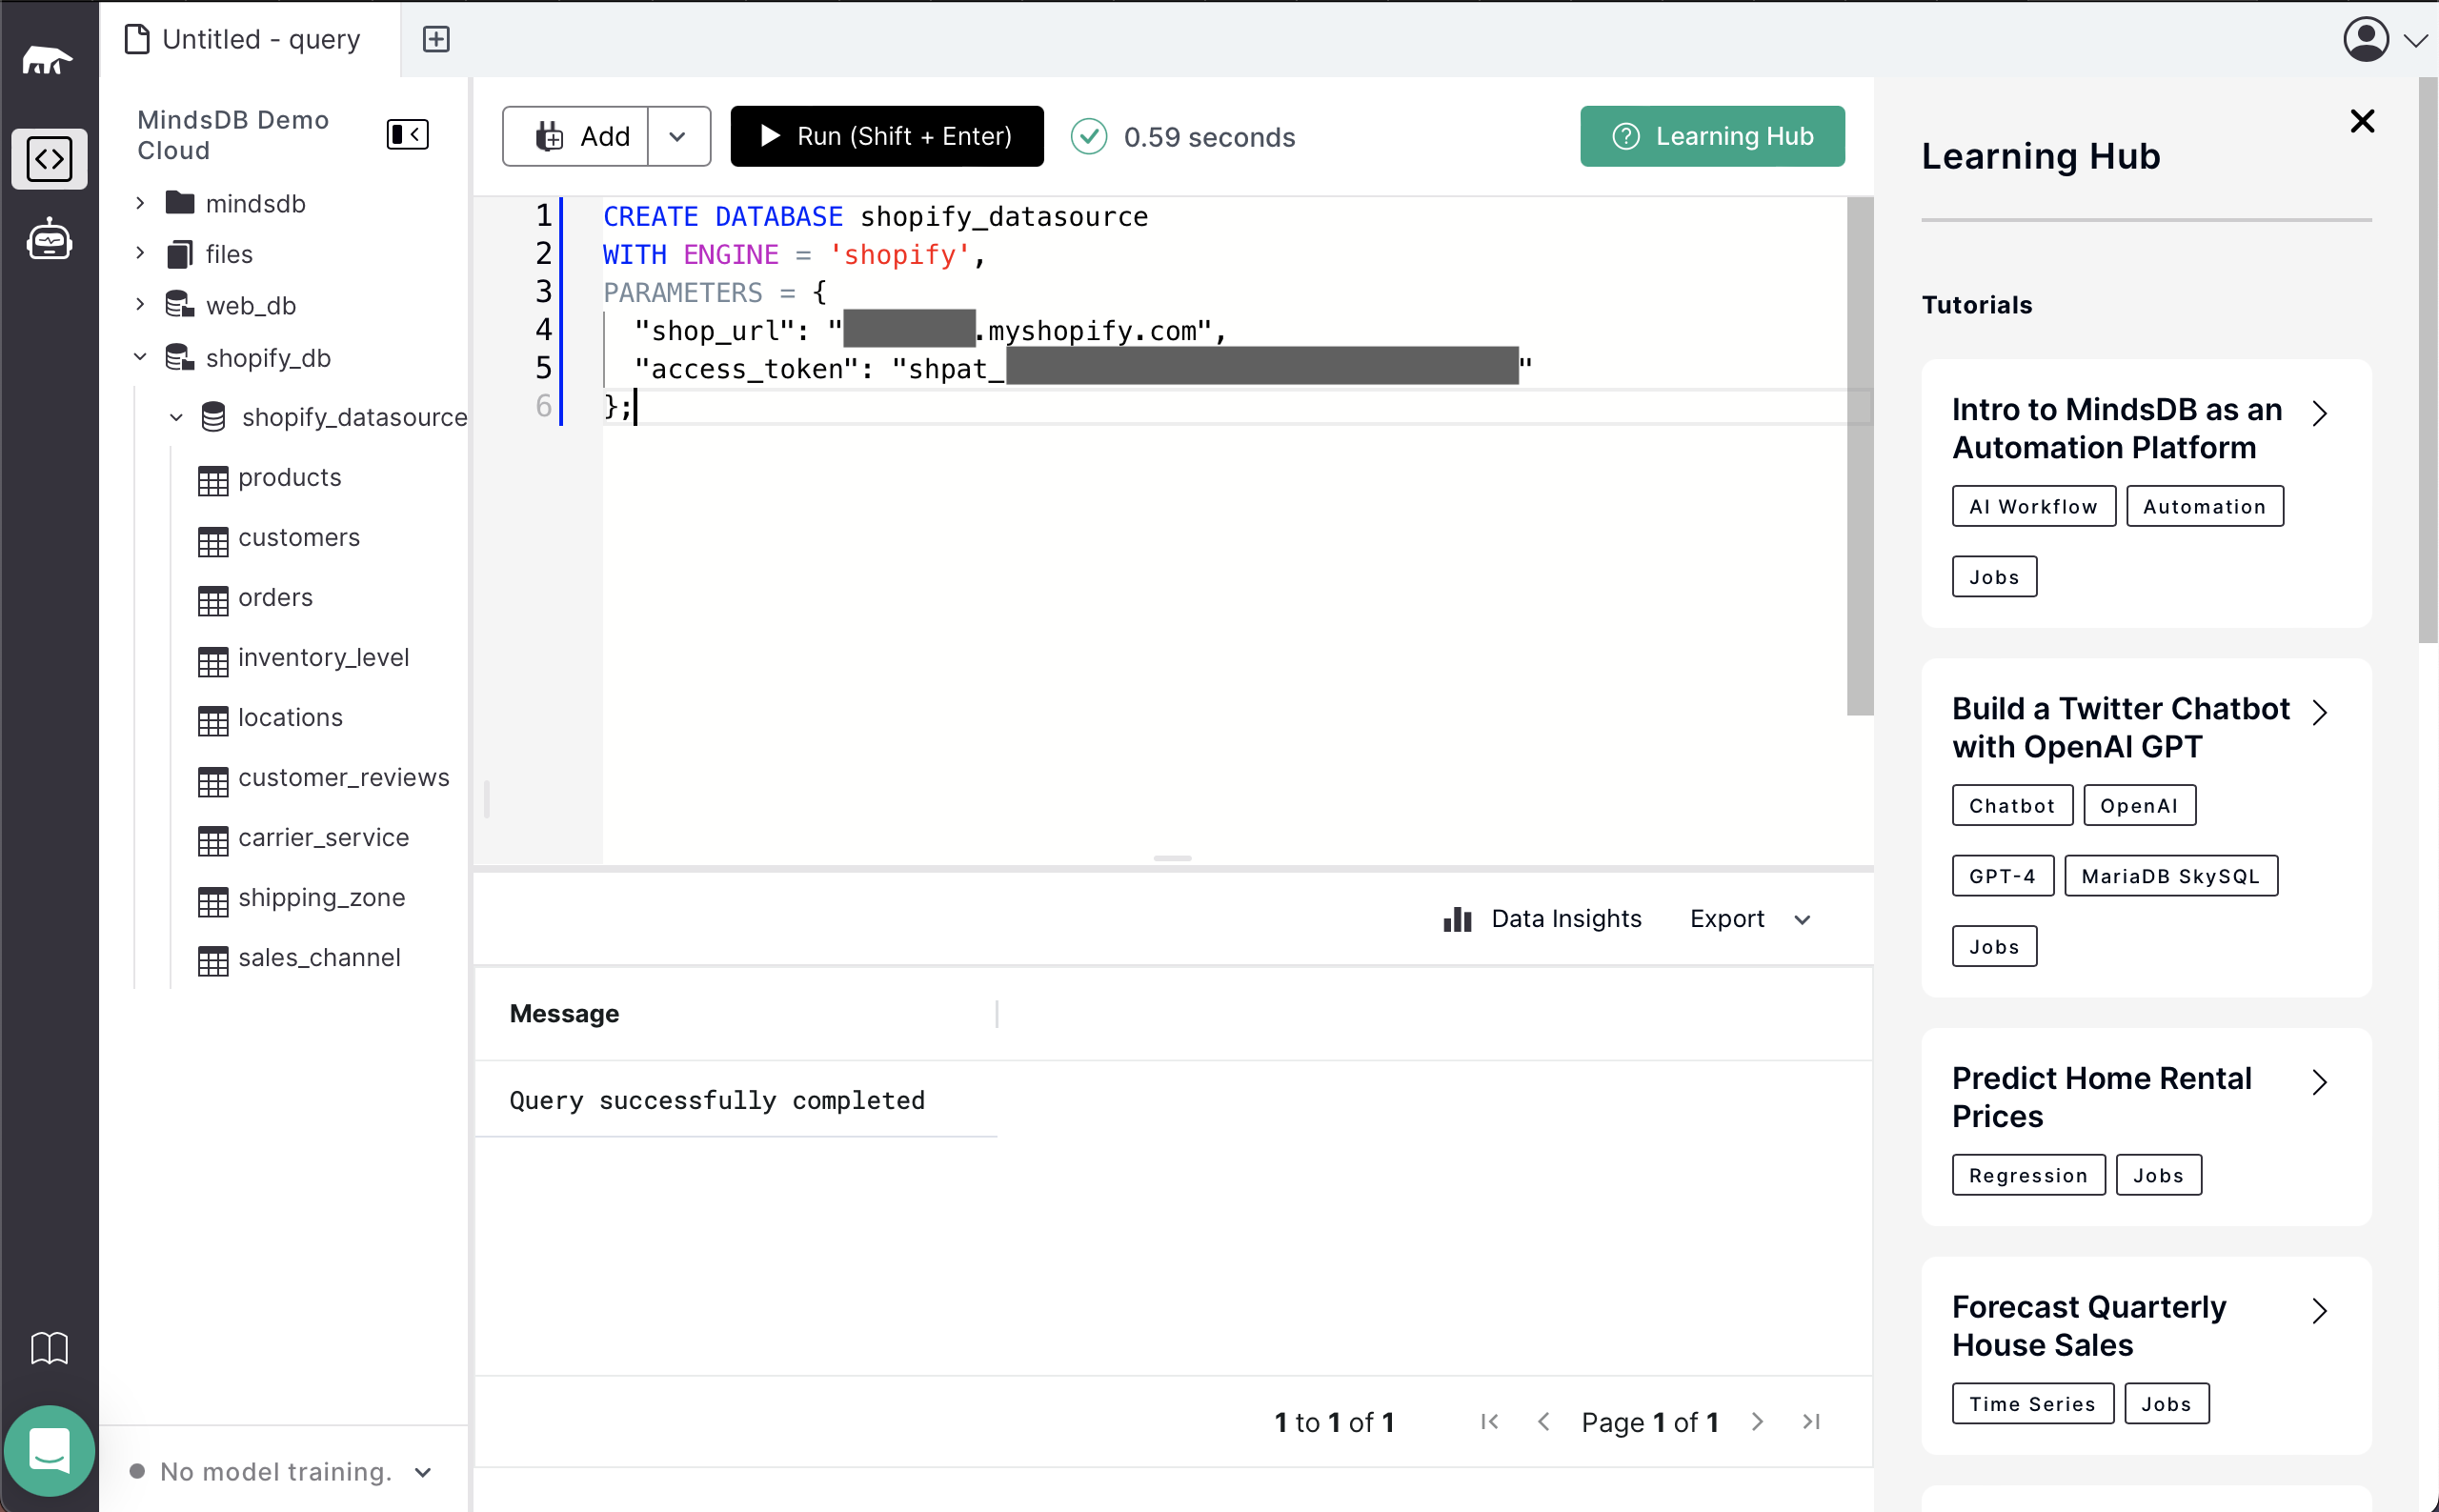 Untitled - query
MindsDB Demo
Cloud
mindsdb
files
web_db
shopify_db
shopify_datasource
products
customers
orders
inventory_level
locations
customer_reviews
carrier_service
shipping_zone
sales_channel
No model training.
Add
Run (Shift + Enter)
0.59 seconds
Learning Hub
1 CREATE DATABASE shopify_datasource
2 WITH ENGINE = 'shopify',
3 PARAMETERS = {
4 "shop_url": " .myshopify.com",
5 "access_token": "shpat_ "
6 };
Data Insights
Export
Message
Query successfully completed
1 to 1 of 1
Page 1 of 1
Learning Hub
Tutorials
Intro to MindsDB as an
Automation Platform
AI Workflow
Automation
Jobs
Build a Twitter Chatbot
with OpenAI GPT
Chatbot
OpenAI
GPT-4
MariaDB SkySQL
Jobs
Predict Home Rental
Prices
Regression
Jobs
Forecast Quarterly
House Sales
Time Series
Jobs